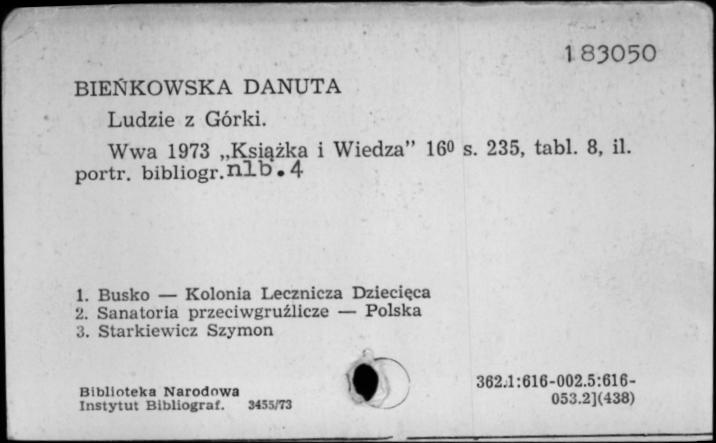 183050
BIEŃKOWSKA DANUTA
Ludzie z Górki.
Wwa 1973 „Książka i Wiedza” 16⁰ s. 235, tabl. 8, il.
portr. bibliogr. nlb. 4
1. Busko — Kolonia Lecznicza Dziecięca
2. Sanatoria przeciwgruźlicze — Polska
3. Starkiewicz Szymon
Biblioteka Narodowa
Instytut Bibliograf. 3455/73
362.1:616-002.5:616-
053.2](438)